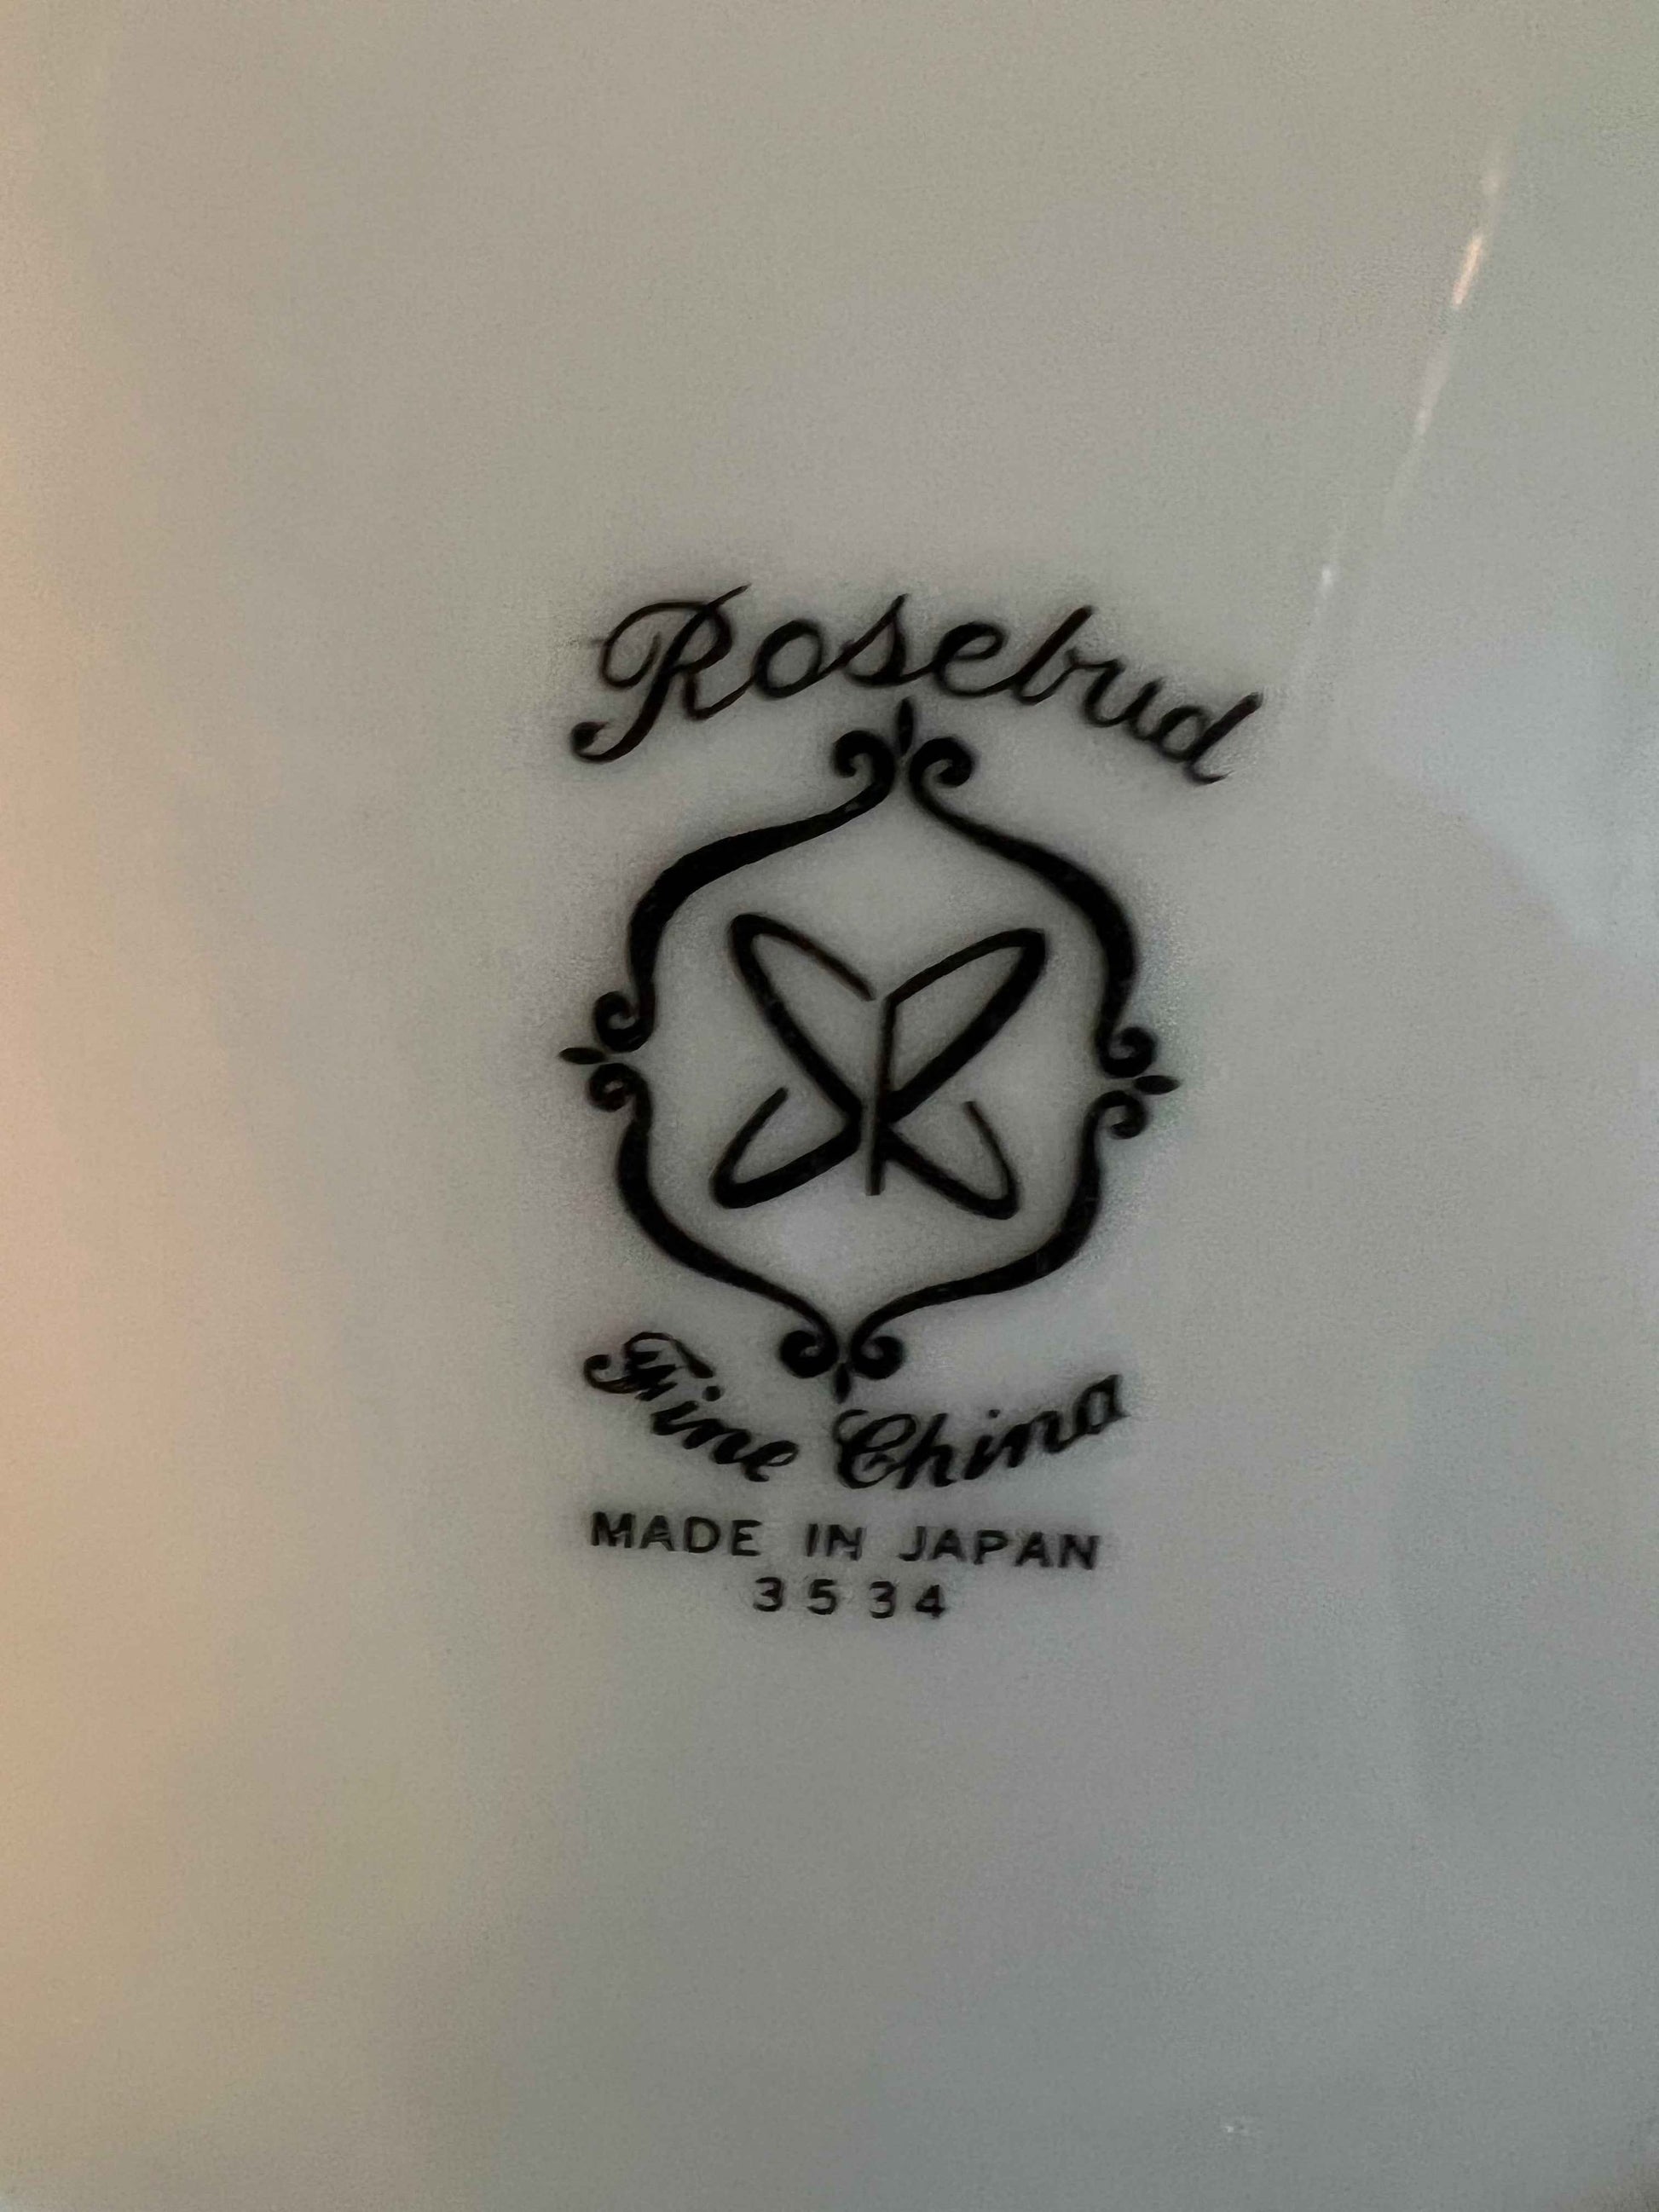 Rosebud
Fine China
MADE IN JAPAN
3534